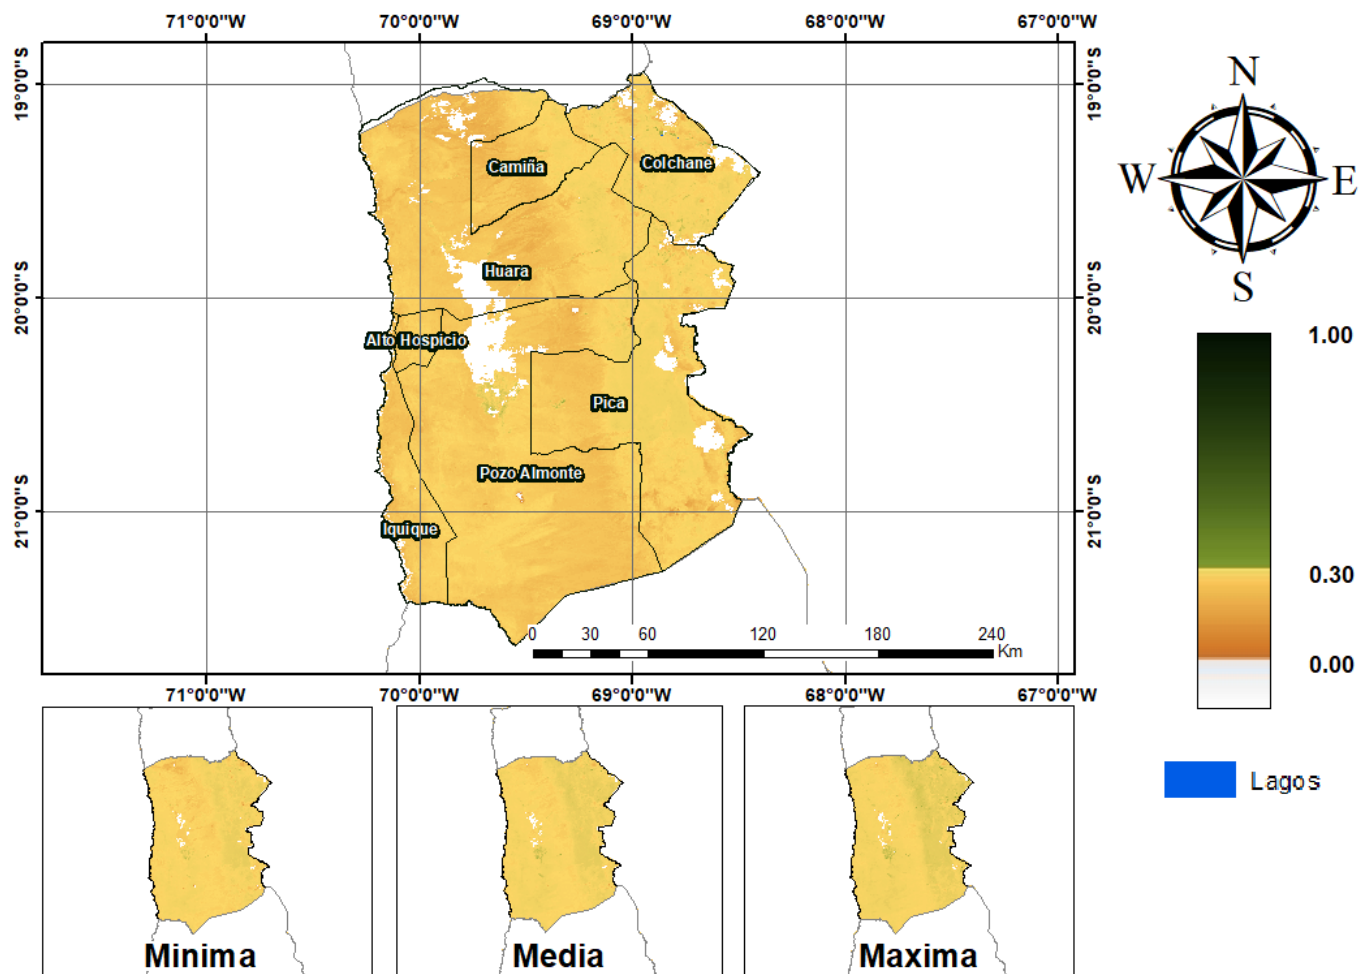 71°0'0"W 70°0'0"W 69°0'0"W 68°0'0"W 67°0'0"W
19°0'0"S 19°0'0"S
20°0'0"S 20°0'0"S
21°0'0"S 21°0'0"S
Camiña
Colchane
Huara
Alto Hospicio
Pica
Pozo Almonte
Iquique
0 30 60 120 180 240
Km
71°0'0"W 70°0'0"W 69°0'0"W 68°0'0"W 67°0'0"W
N
W E
S
1.00
0.30
0.00
Lagos
Minima
Media
Maxima